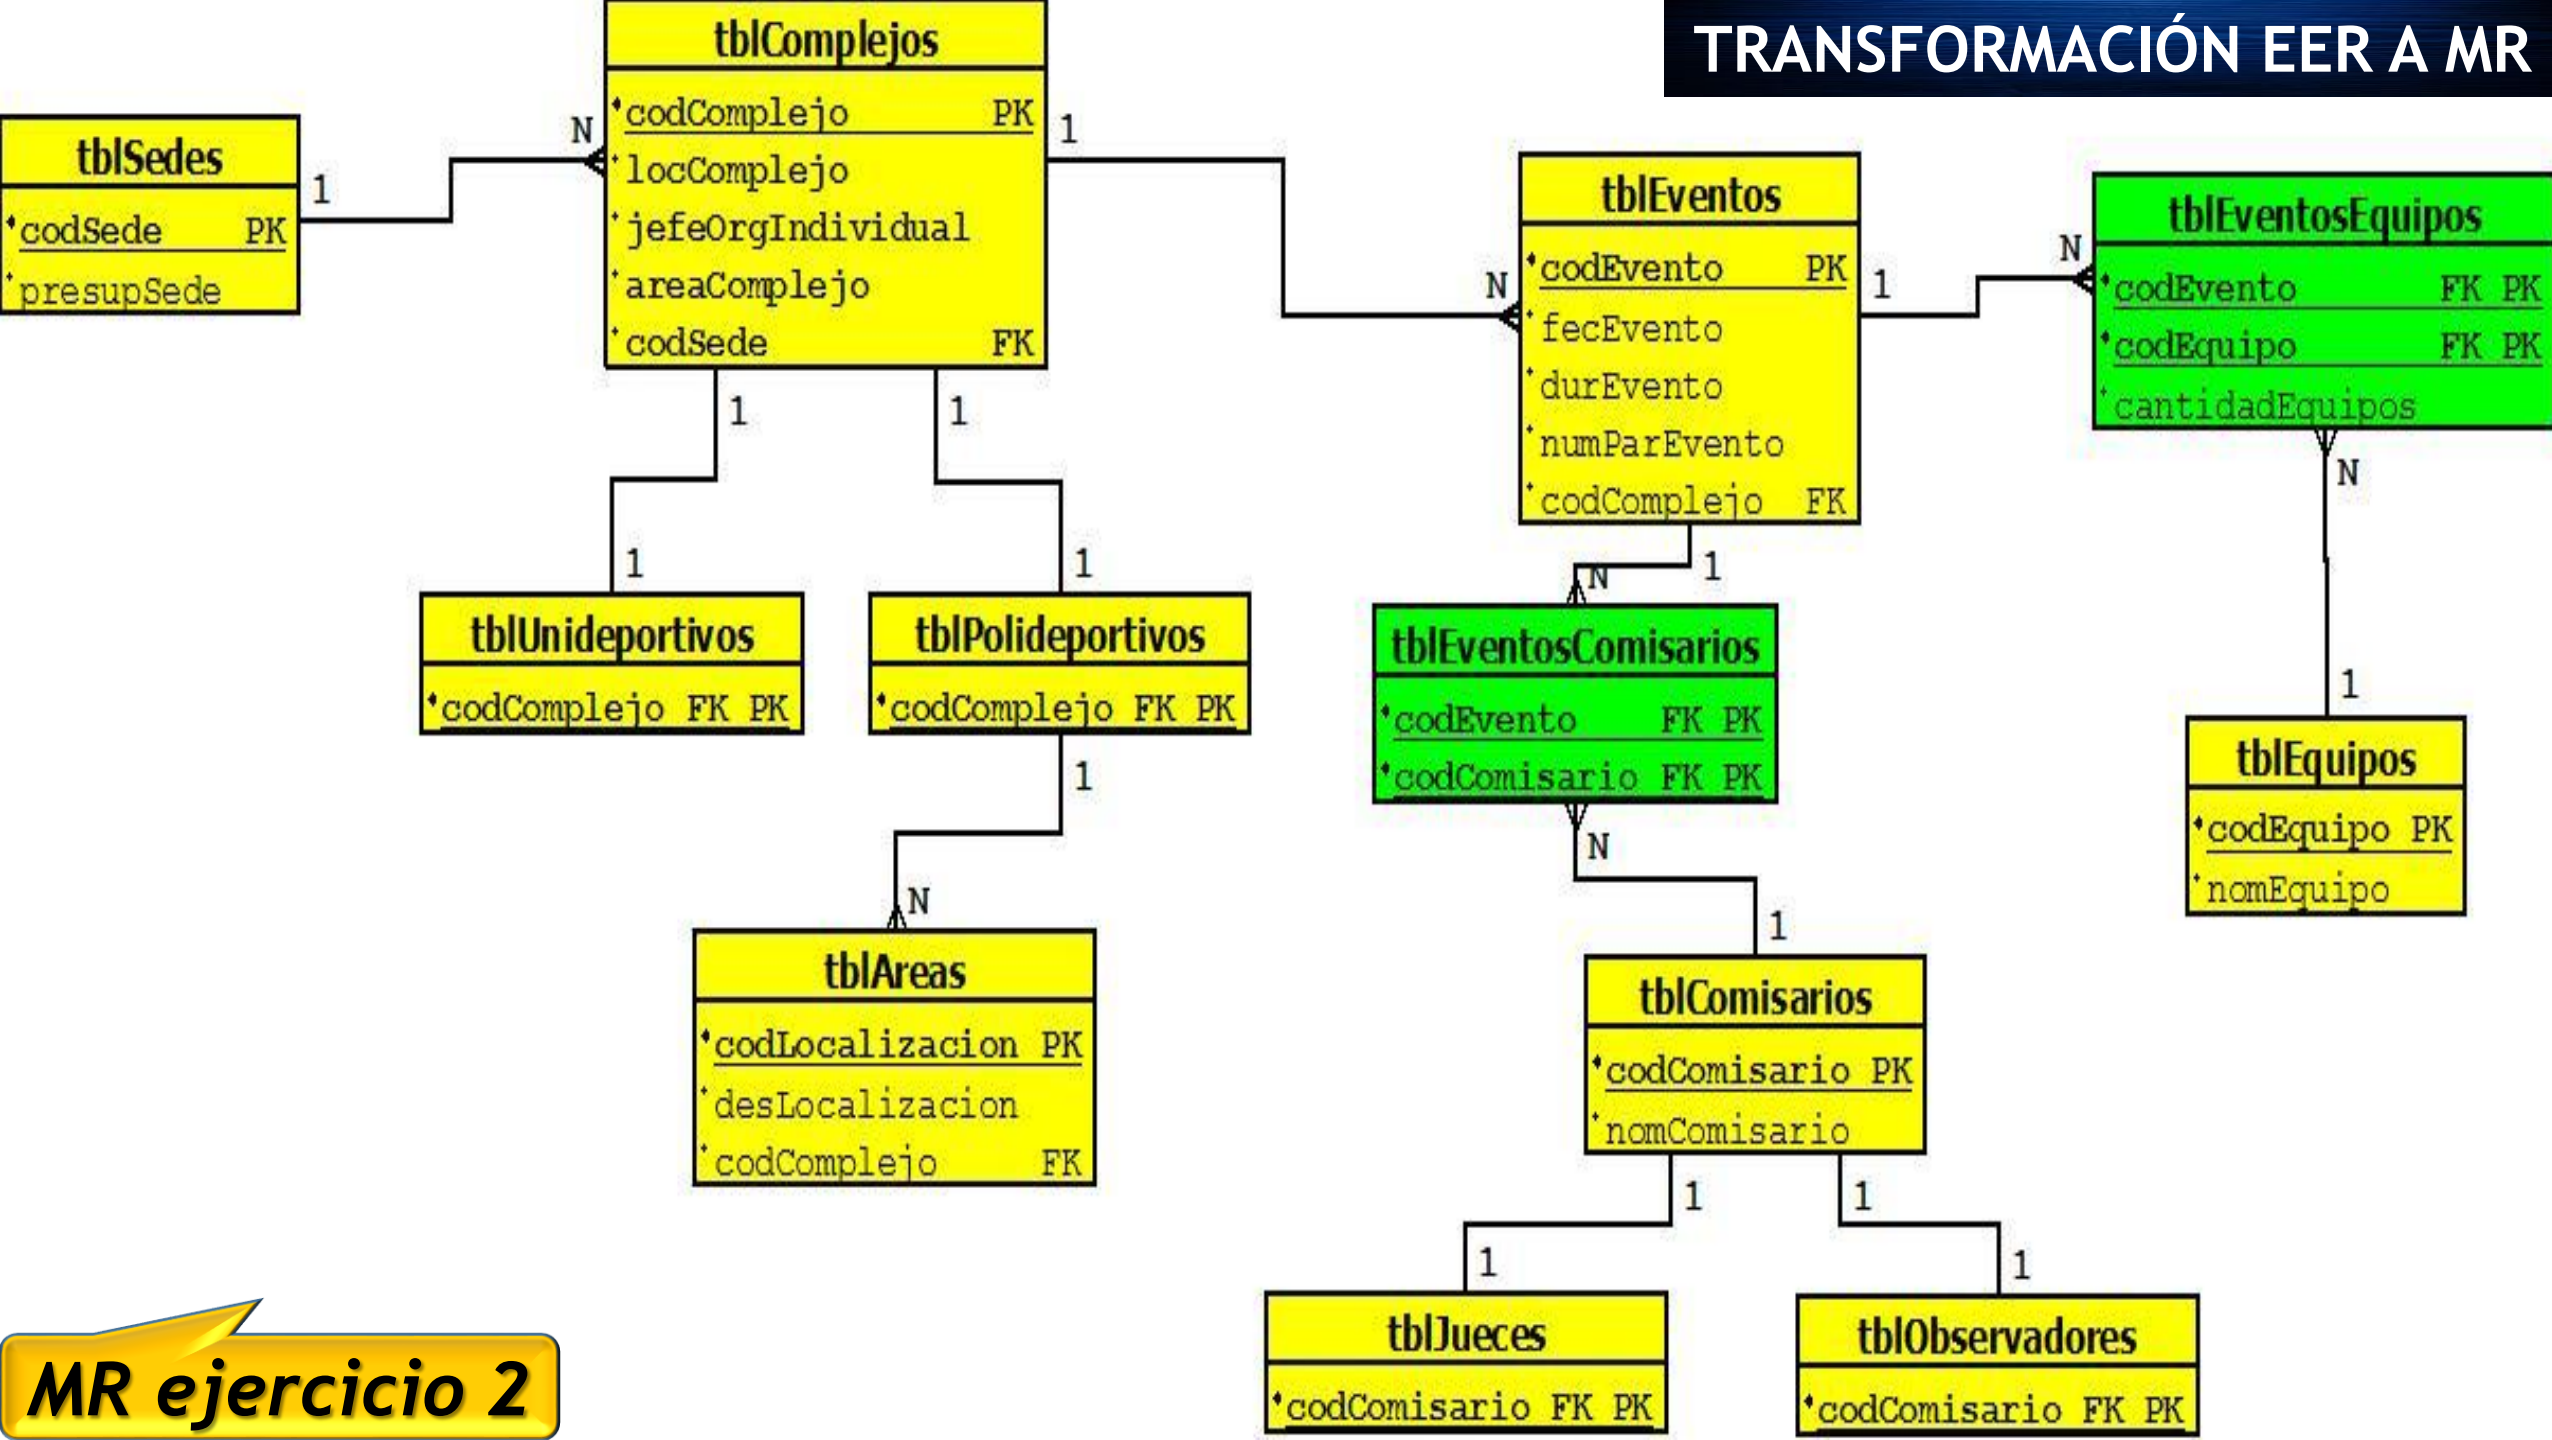 TRANSFORMACIÓN EER A MR
tblSedes
codSede PK
presupSede
1
N
tblComplejos
codComplejo PK
locComplejo
jefeOrgIndividual
areaComplejo
codSede FK
1
N
1
1
1
1
tblUnideportivos
codComplejo FK PK
tblPolideportivos
codComplejo FK PK
1
N
tblAreas
codLocalizacion PK
desLocalizacion
codComplejo FK
tblEventos
codEvento PK
fecEvento
durEvento
numParEvento
codComplejo FK
1
N
tblEventosEquipos
codEvento FK PK
codEquipo FK PK
cantidadEquipos
N
1
tblEquipos
codEquipo PK
nomEquipo
1
N
tblEventosComisarios
codEvento FK PK
codComisario FK PK
N
1
tblComisarios
codComisario PK
nomComisario
1
1
1
1
tblJueces
codComisario FK PK
tblObservadores
codComisario FK PK
MR ejercicio 2